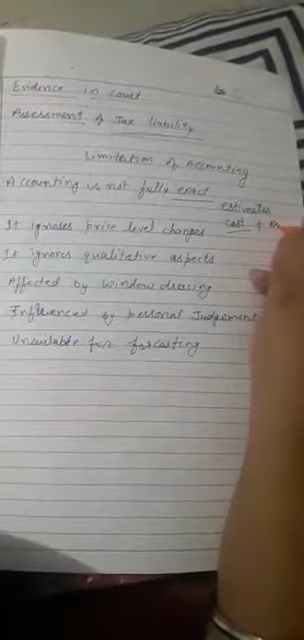 Evidence in court
Assessment of Tax liability
Limitation of Accounting
Accounting is not fully exact
estimates
It ignores price level changes cost +
It ignores qualitative aspects
Affected by window dressing
Influenced by personal Judgement
Unsuitable for forcasting